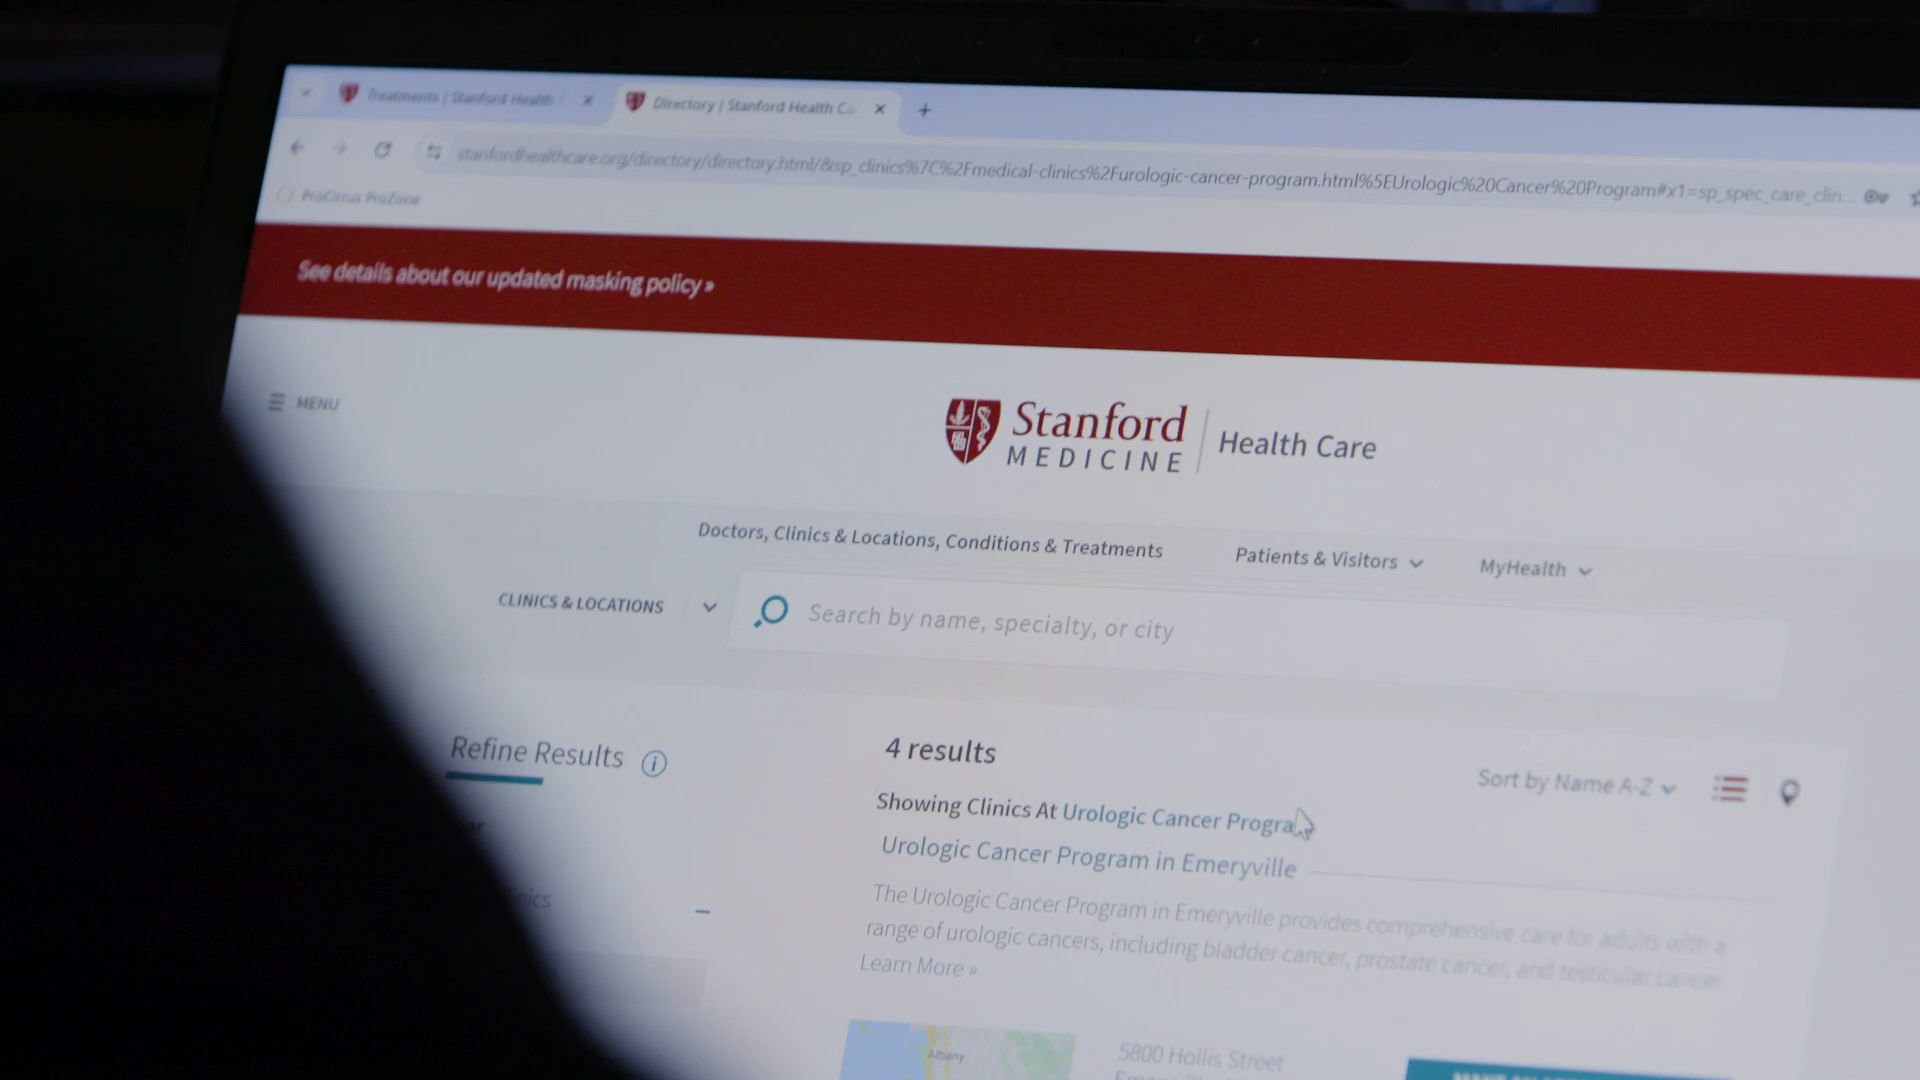 Treatments | Stanford Health
Directory | Stanford Health Ca
stanfordhealthcare.org/directory/directory.html/&sp_clinics%7C%2Fmedical-clinics%2Furologic-cancer-program.html%5EUrologic%20Cancer%20Program#x1=sp_spec_care_clin...
ProCirrus ProZone
See details about our updated masking policy »
MENU
Stanford
MEDICINE
Health Care
Doctors, Clinics & Locations, Conditions & Treatments
Patients & Visitors
MyHealth
CLINICS & LOCATIONS
Search by name, specialty, or city
Refine Results
4 results
Sort by Name A-Z
Showing Clinics At Urologic Cancer Progra
Urologic Cancer Program in Emeryville
The Urologic Cancer Program in Emeryville provides comprehensive care for adults with a
range of urologic cancers, including bladder cancer, prostate cancer, and testicular cancer
Learn More »
Albany
5800 Hollis Street